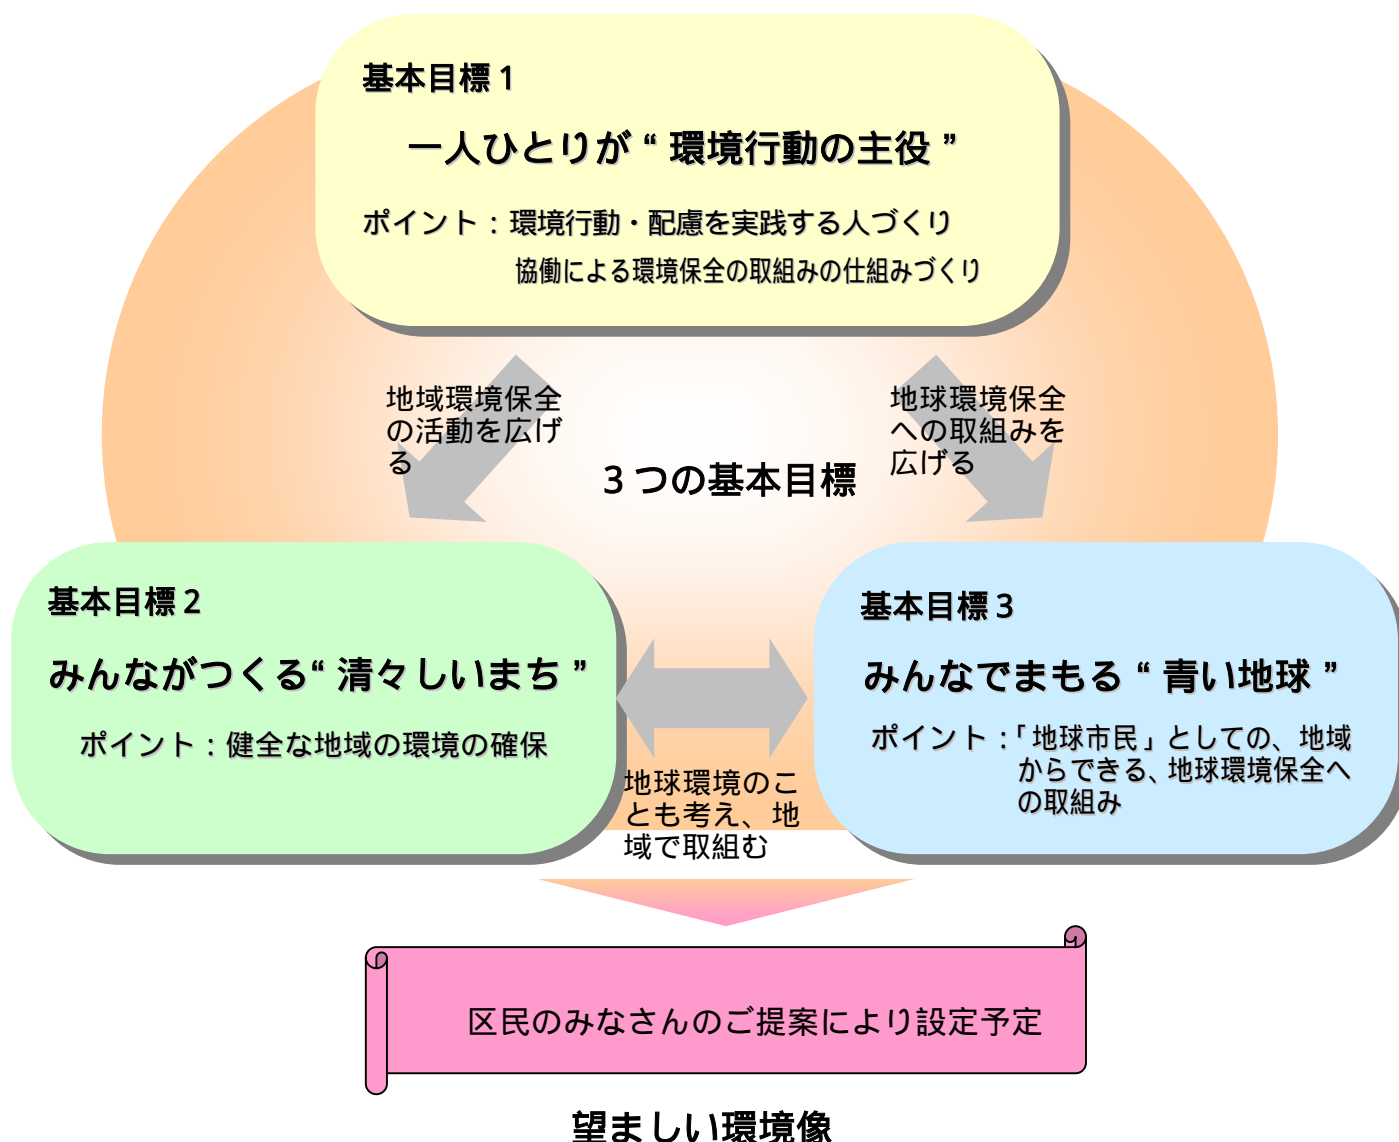 基本目標１
一人ひとりが“環境行動の主役”
ポイント：環境行動・配慮を実践する人づくり
協働による環境保全の取組みの仕組みづくり
地域環境保全
の活動を広げ
る
地球環境保全
への取組みを
広げる
３つの基本目標
基本目標２
みんながつくる“清々しいまち”
ポイント：健全な地域の環境の確保
基本目標３
みんなでまもる“青い地球”
ポイント：「地球市民」としての、地域
からできる、地球環境保全へ
の取組み
地球環境のこ
とも考え、地
域で取組む
区民のみなさんのご提案により設定予定
望ましい環境像